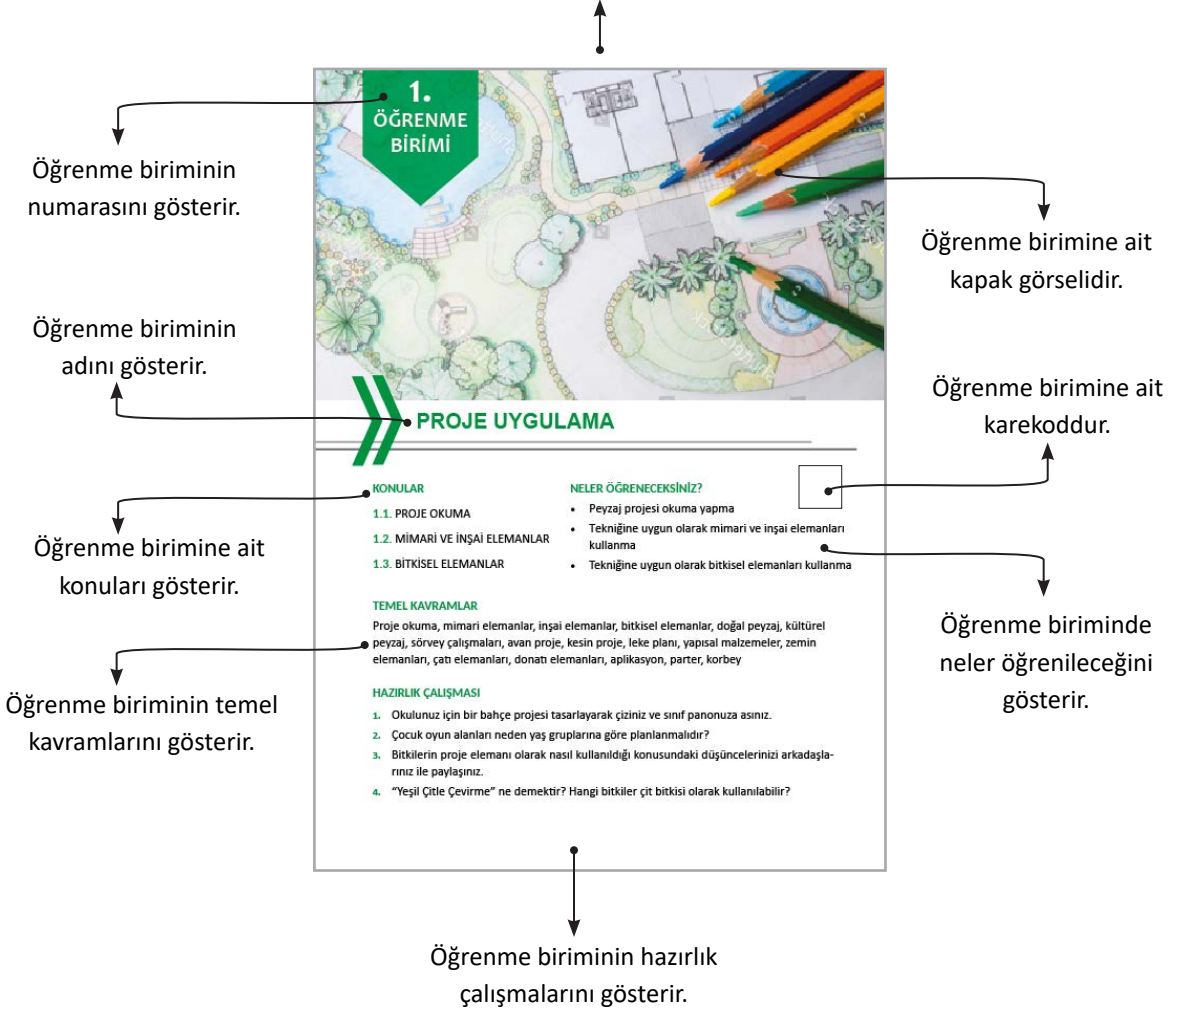 1.
ÖĞRENME
BİRİMİ
Öğrenme biriminin
numarasını gösterir.
Öğrenme birimine ait
kapak görselidir.
Öğrenme biriminin
adını gösterir.
PROJE UYGULAMA
Öğrenme birimine ait
karekoddur.
KONULAR
1.1. PROJE OKUMA
1.2. MİMARİ VE İNŞAİ ELEMANLAR
1.3. BİTKİSEL ELEMANLAR
NELER ÖĞRENECEKSİNİZ?
• Peyzaj projesi okuma yapma
• Tekniğine uygun olarak mimari ve inşai elemanları
kullanma
• Tekniğine uygun olarak bitkisel elemanları kullanma
Öğrenme birimine ait
konuları gösterir.
Öğrenme biriminde
neler öğrenileceğini
gösterir.
TEMEL KAVRAMLAR
Proje okuma, mimari elemanlar, inşai elemanlar, bitkisel elemanlar, doğal peyzaj, kültürel
peyzaj, sörvey çalışmaları, avan proje, kesin proje, leke planı, yapısal malzemeler, zemin
elemanları, çatı elemanları, donatı elemanları, aplikasyon, parter, korbey
Öğrenme biriminin temel
kavramlarını gösterir.
HAZIRLIK ÇALIŞMASI
1. Okulunuz için bir bahçe projesi tasarlayarak çiziniz ve sınıf panonuza asınız.
2. Çocuk oyun alanları neden yaş gruplarına göre planlanmalıdır?
3. Bitkilerin proje elemanı olarak nasıl kullanıldığı konusundaki düşüncelerinizi arkadaşla-
rınız ile paylaşınız.
4. “Yeşil Çitle Çevirme” ne demektir? Hangi bitkiler çit bitkisi olarak kullanılabilir?
Öğrenme biriminin hazırlık
çalışmalarını gösterir.